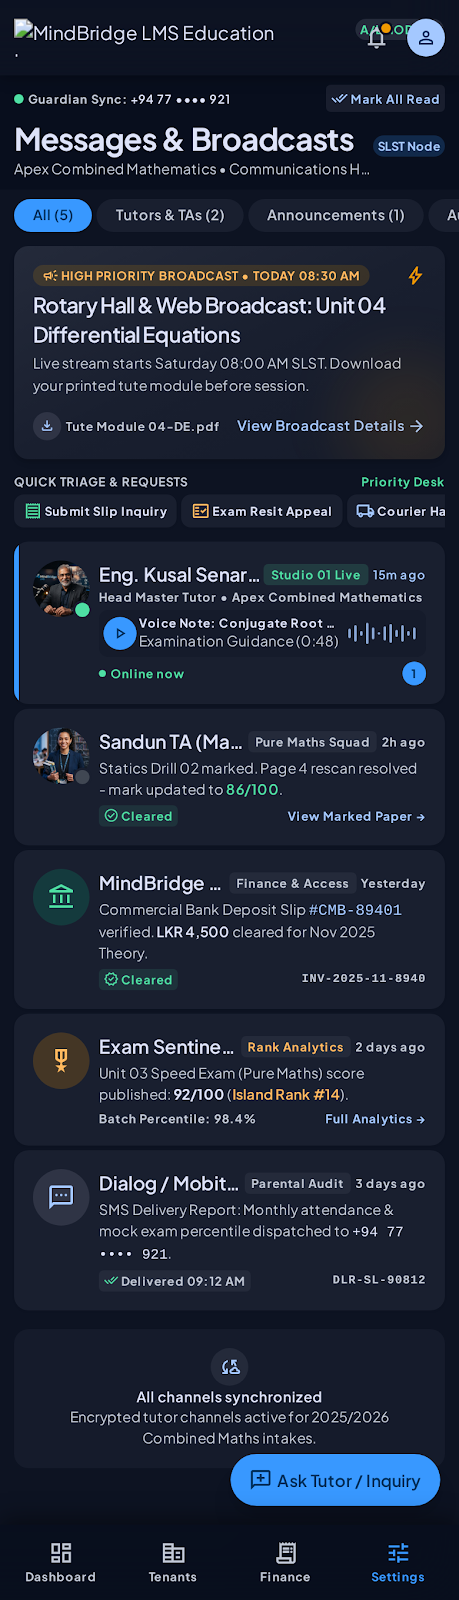 MindBridge LMS Education
.
Guardian Sync: +94 77 •••• 921
Mark All Read
Messages & Broadcasts
SLST Node
Apex Combined Mathematics • Communications H...
All (5)
Tutors & TAs (2)
Announcements (1)
HIGH PRIORITY BROADCAST • TODAY 08:30 AM
Rotary Hall & Web Broadcast: Unit 04
Differential Equations
Live stream starts Saturday 08:00 AM SLST. Download
your printed tute module before session.
Tute Module 04-DE.pdf
View Broadcast Details →
QUICK TRIAGE & REQUESTS
Priority Desk
Submit Slip Inquiry
Exam Resit Appeal
Courier Ha
Eng. Kusal Senar...
Studio 01 Live
15m ago
Head Master Tutor • Apex Combined Mathematics
Voice Note: Conjugate Root ...
Examination Guidance (0:48)
Online now
1
Sandun TA (Ma...
Pure Maths Squad
2h ago
Statics Drill 02 marked. Page 4 rescan resolved
- mark updated to 86/100.
Cleared
View Marked Paper →
MindBridge ...
Finance & Access
Yesterday
Commercial Bank Deposit Slip #CMB-89401
verified. LKR 4,500 cleared for Nov 2025
Theory.
Cleared
INV-2025-11-8940
Exam Sentine...
Rank Analytics
2 days ago
Unit 03 Speed Exam (Pure Maths) score
published: 92/100 (Island Rank #14).
Batch Percentile: 98.4%
Full Analytics →
Dialog / Mobit...
Parental Audit
3 days ago
SMS Delivery Report: Monthly attendance &
mock exam percentile dispatched to +94 77
•••• 921.
Delivered 09:12 AM
DLR-SL-90812
All channels synchronized
Encrypted tutor channels active for 2025/2026
Combined Maths intakes.
Ask Tutor / Inquiry
Dashboard
Tenants
Finance
Settings